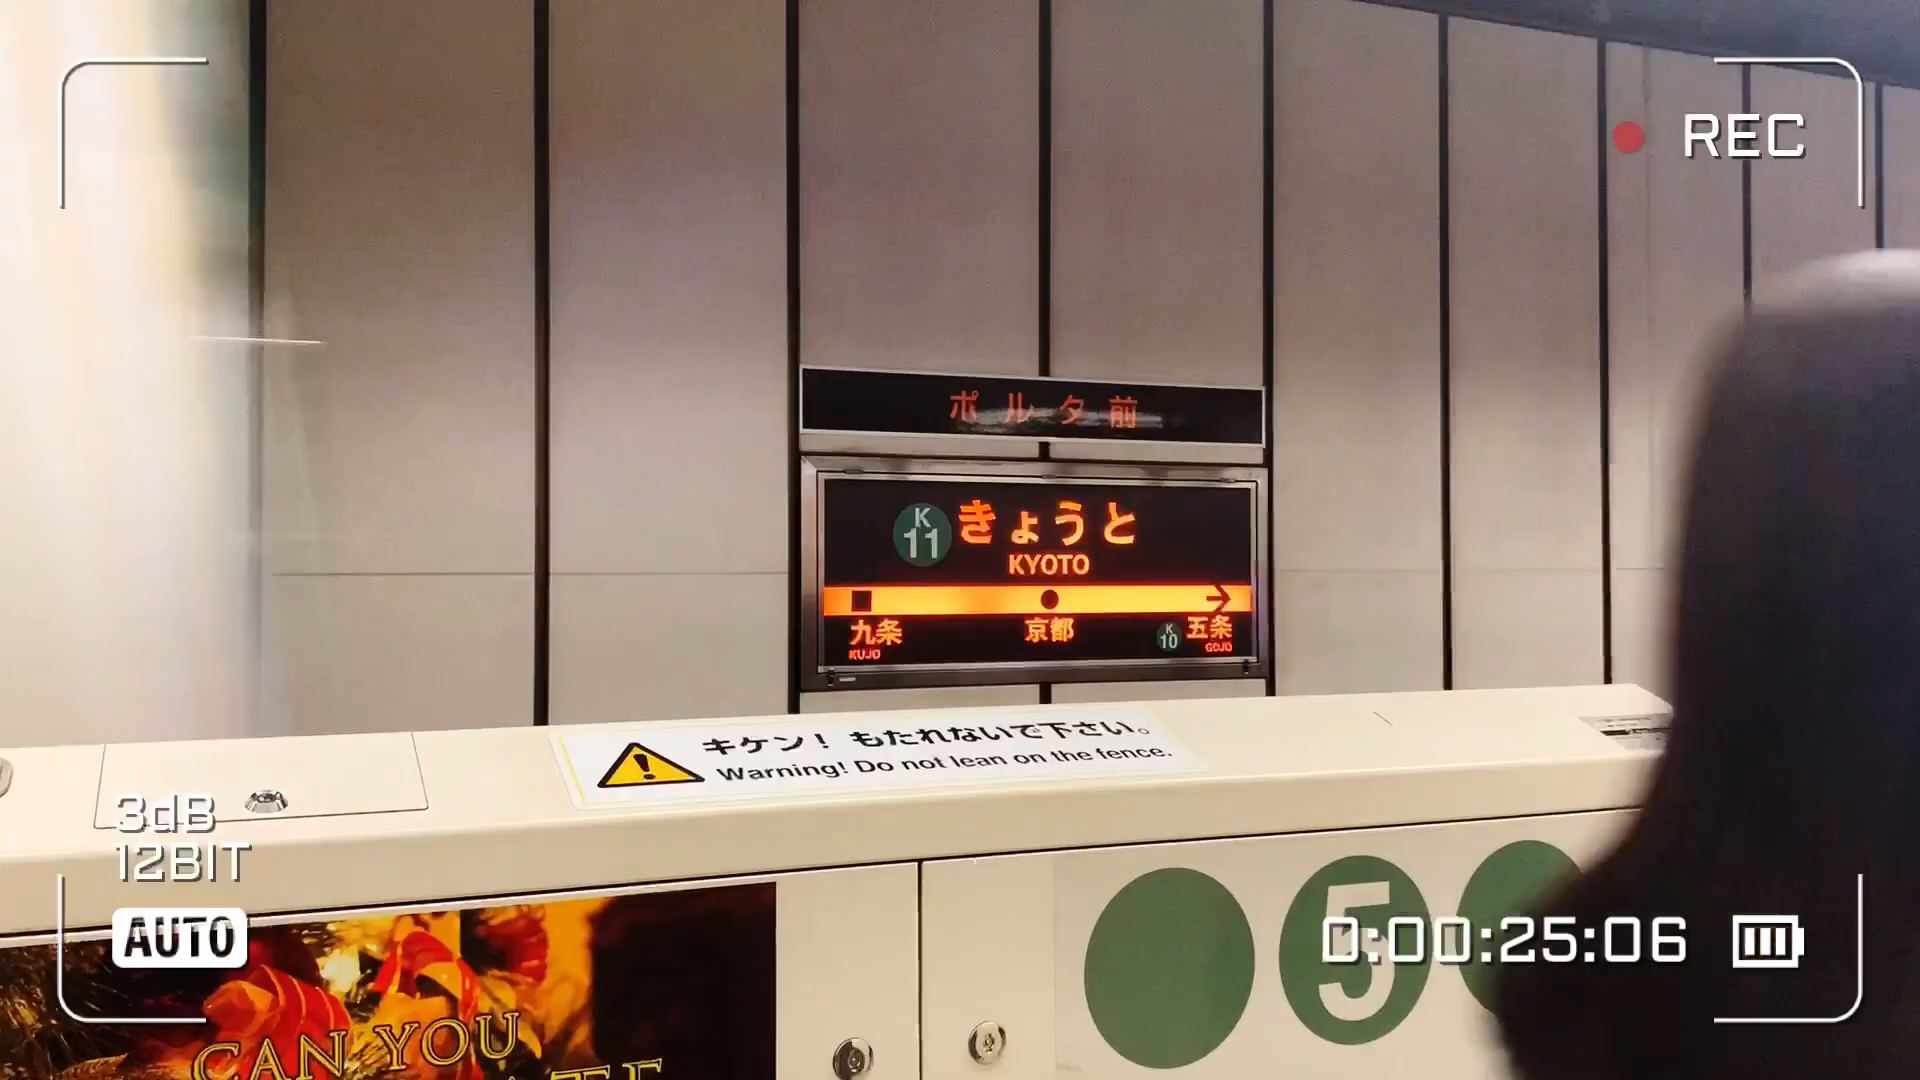 REC
ポルタ前
K
11
きょうと
KYOTO
九条
KUJO
京都
K
10
五条
GOJO
キケン! もたれないで下さい。
Warning! Do not lean on the fence.
3dB
12BIT
AUTO
5
0:00:25:06
CAN YOU